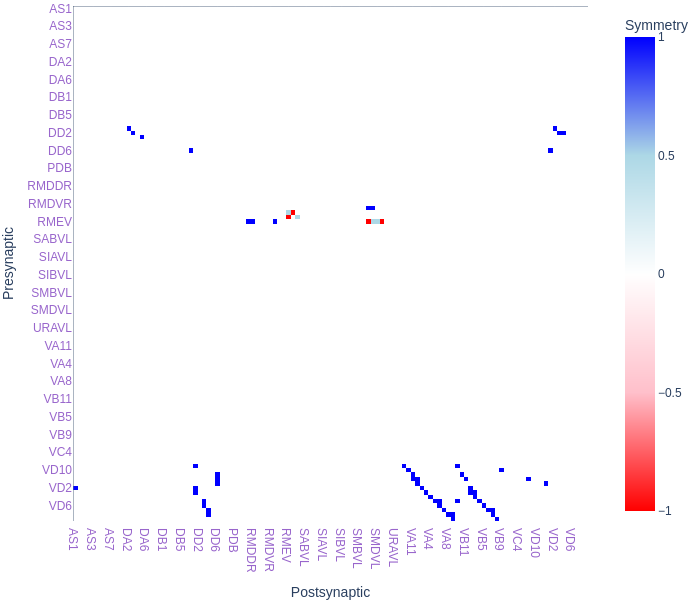 Symmetry
1
0.5
0
−0.5
−1
Presynaptic
AS1
AS3
AS7
DA2
DA6
DB1
DB5
DD2
DD6
PDB
RMDDR
RMDVR
RMEV
SABVL
SIAVL
SIBVL
SMBVL
SMDVL
URAVL
VA11
VA4
VA8
VB11
VB5
VB9
VC4
VD10
VD2
VD6
AS1
AS3
AS7
DA2
DA6
DB1
DB5
DD2
DD6
PDB
RMDDR
RMDVR
RMEV
SABVL
SIAVL
SIBVL
SMBVL
SMDVL
URAVL
VA11
VA4
VA8
VB11
VB5
VB9
VC4
VD10
VD2
VD6
Postsynaptic